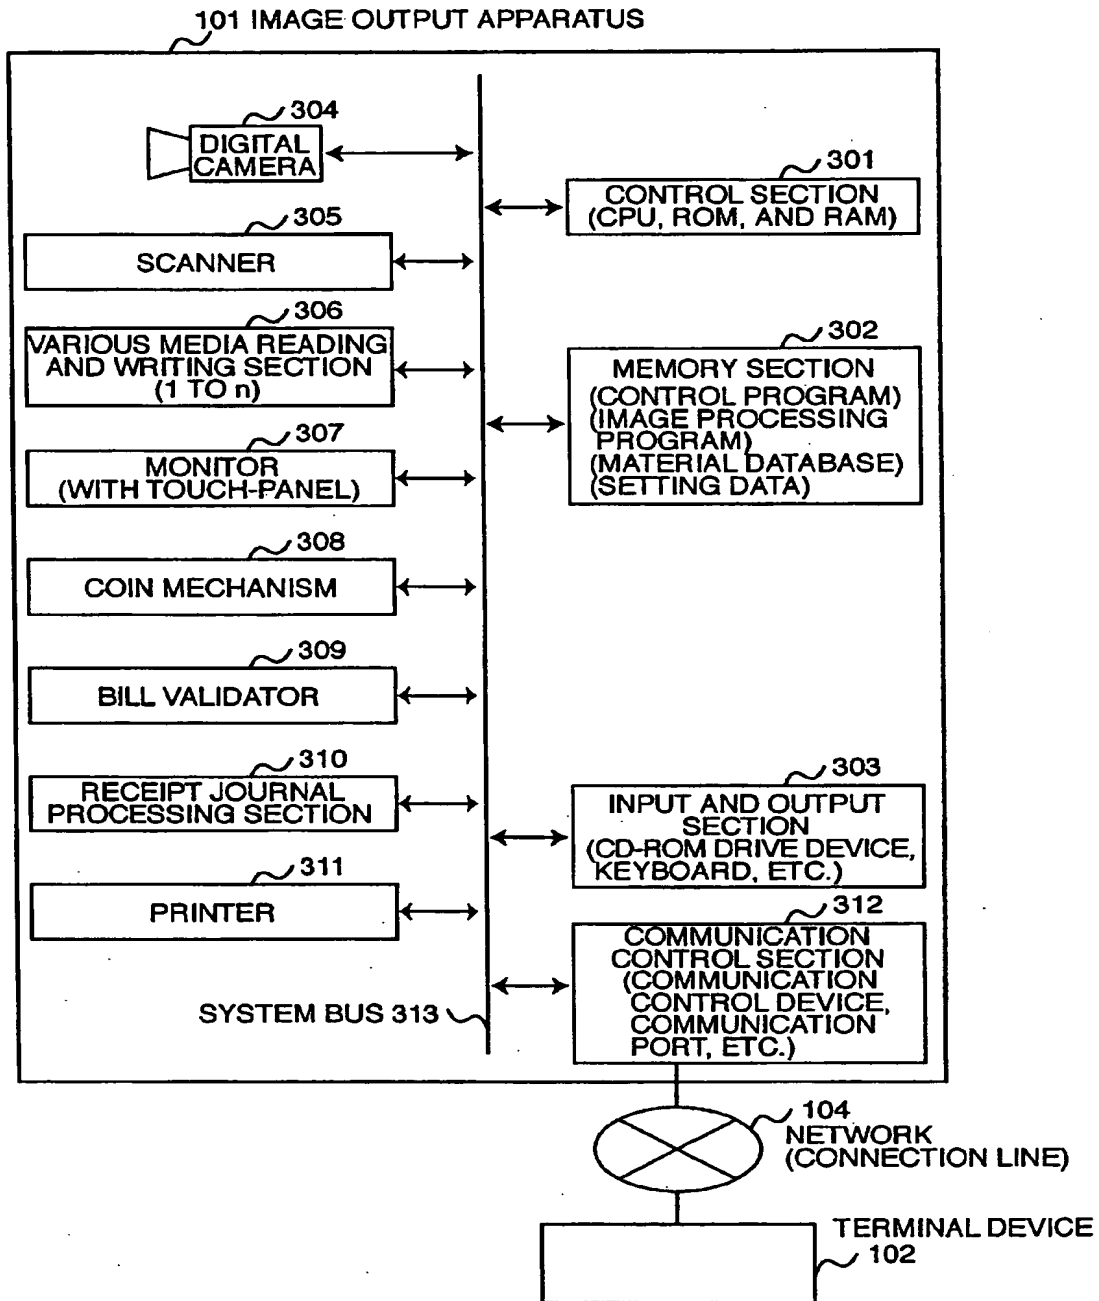 101 IMAGE OUTPUT APPARATUS
304
DIGITAL
CAMERA
301
CONTROL SECTION
(CPU, ROM, AND RAM)
305
SCANNER
306
VARIOUS MEDIA READING
AND WRITING SECTION
(1 TO n)
302
MEMORY SECTION
(CONTROL PROGRAM)
(IMAGE PROCESSING
PROGRAM)
(MATERIAL DATABASE)
(SETTING DATA)
307
MONITOR
(WITH TOUCH-PANEL)
308
COIN MECHANISM
309
BILL VALIDATOR
310
RECEIPT JOURNAL
PROCESSING SECTION
303
INPUT AND OUTPUT
SECTION
(CD-ROM DRIVE DEVICE,
KEYBOARD, ETC.)
311
PRINTER
312
COMMUNICATION
CONTROL SECTION
(COMMUNICATION
CONTROL DEVICE,
COMMUNICATION
PORT, ETC.)
SYSTEM BUS 313
104
NETWORK
(CONNECTION LINE)
TERMINAL DEVICE
102